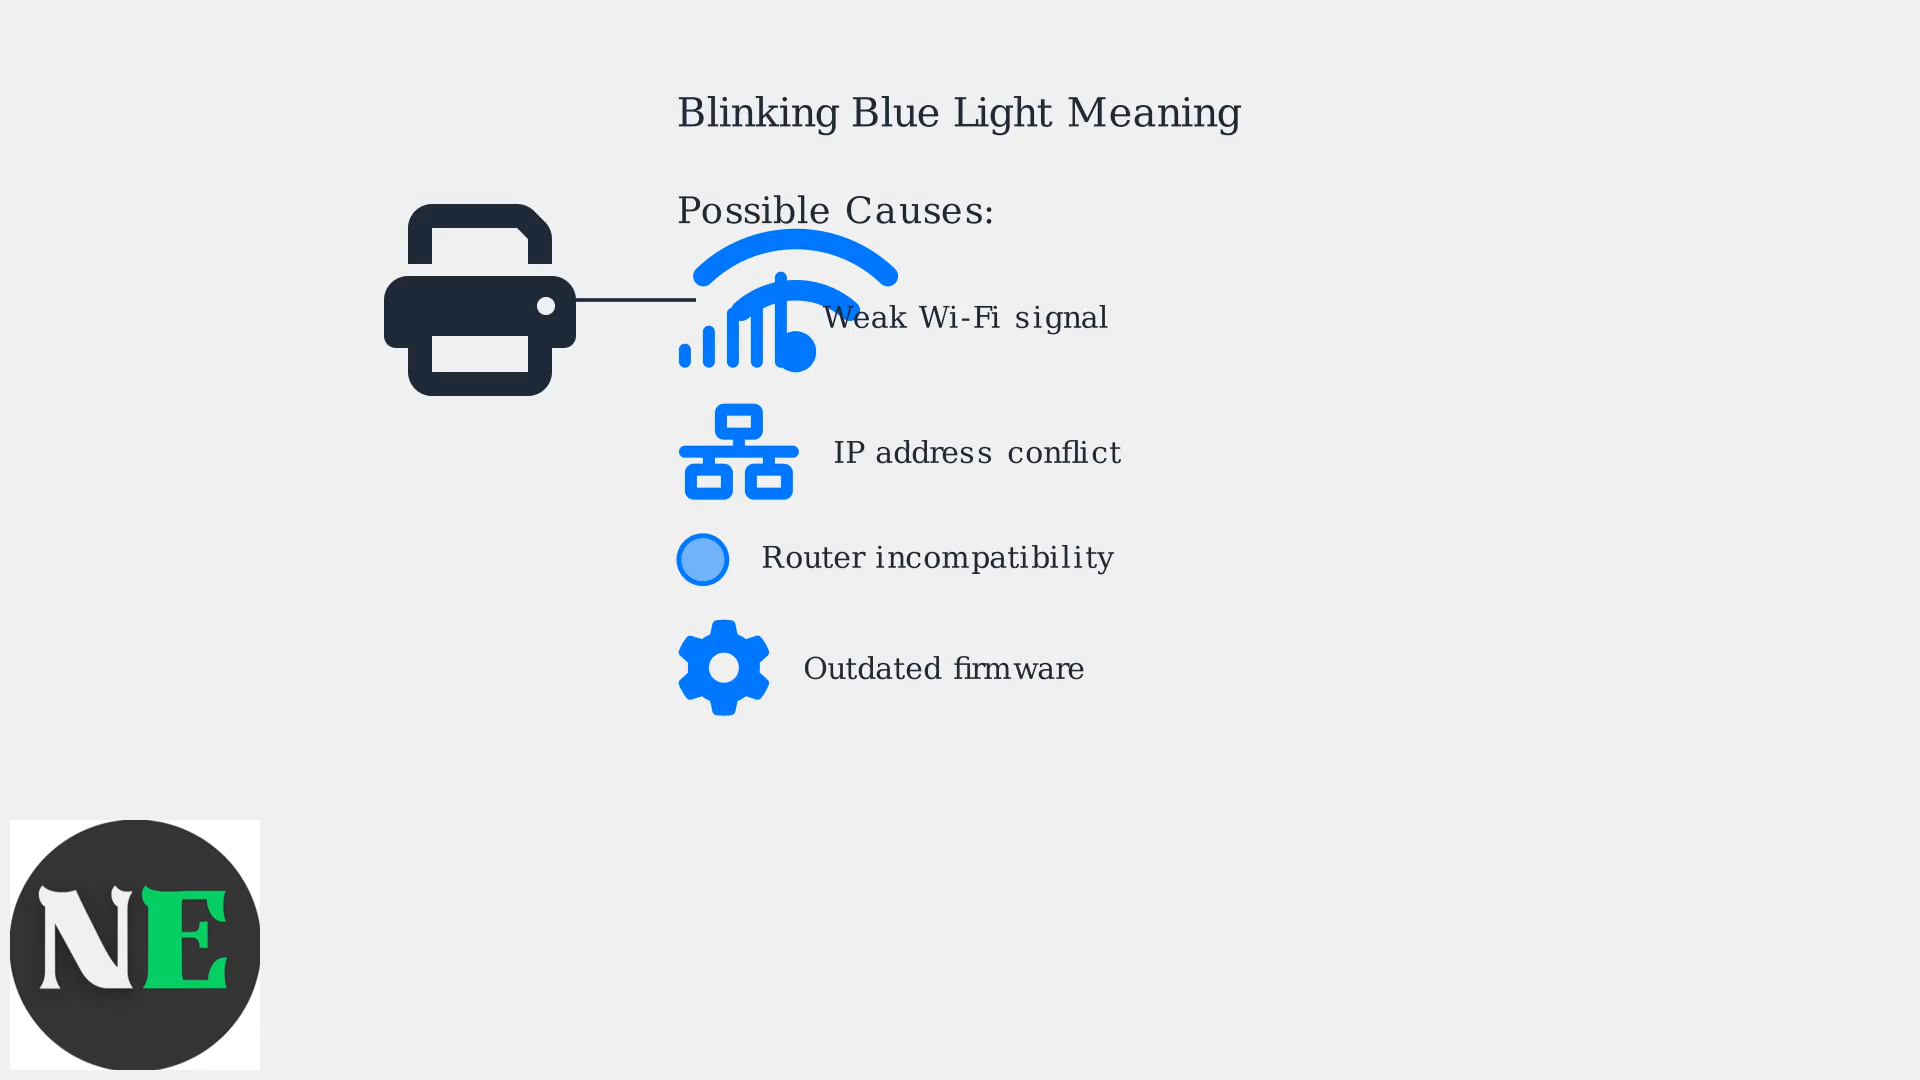 Blinking Blue Light Meaning
Possible Causes:
Weak Wi-Fi signal
IP address conflict
Router incompatibility
Outdated firmware
NE